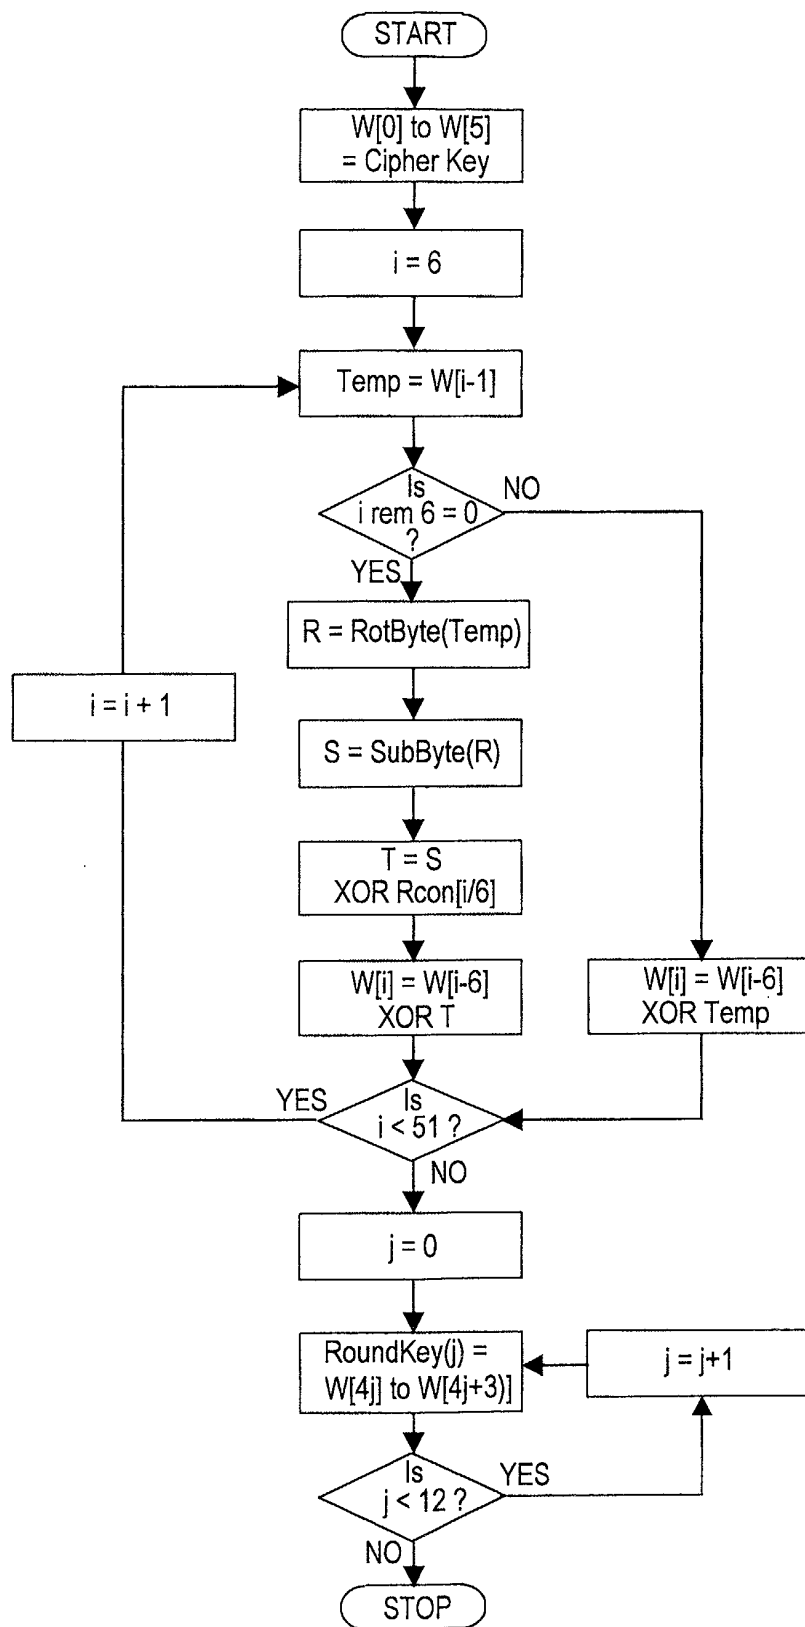 START
W[0] to W[5]
= Cipher Key
i = 6
Temp = W[i-1]
Is
i rem 6 = 0
?
NO
YES
R = RotByte(Temp)
i = i + 1
S = SubByte(R)
T = S
XOR Rcon[i/6]
W[i] = W[i-6]
XOR T
W[i] = W[i-6]
XOR Temp
YES
Is
i < 51 ?
NO
j = 0
RoundKey(j) =
W[4j] to W[4j+3)]
j = j+1
Is
j < 12 ?
YES
NO
STOP